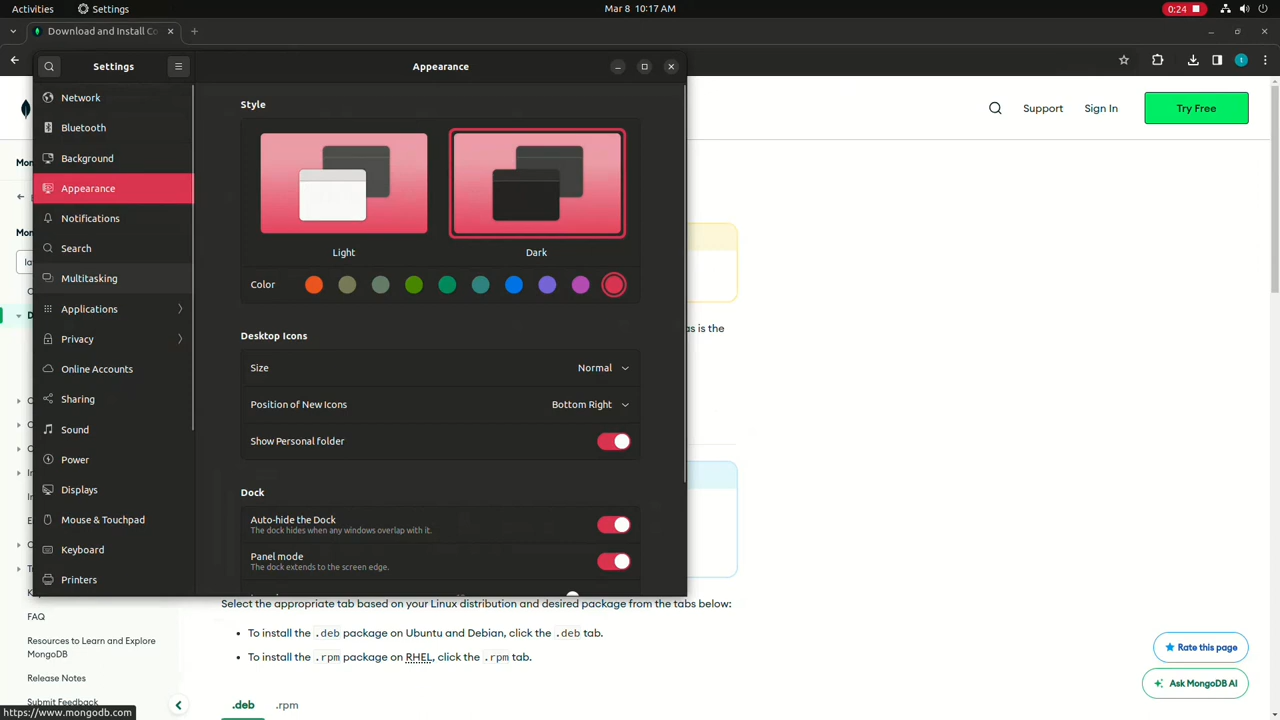 Activities
Settings
Mar 8 10:17 AM
0:24
Download and Install Co
Settings
Appearance
Network
Bluetooth
Background
Appearance
Notifications
Search
Multitasking
Applications
Privacy
Online Accounts
Sharing
Sound
Power
Displays
Mouse & Touchpad
Keyboard
Printers
Style
Light
Dark
Color
Desktop Icons
Size
Normal
Position of New Icons
Bottom Right
Show Personal folder
Dock
Auto-hide the Dock
The dock hides when any windows overlap with it.
Panel mode
The dock extends to the screen edge.
Support
Sign In
Try Free
as is the
Select the appropriate tab based on your Linux distribution and desired package from the tabs below:
To install the .deb package on Ubuntu and Debian, click the .deb tab.
To install the .rpm package on RHEL, click the .rpm tab.
.deb
.rpm
FAQ
Resources to Learn and Explore
MongoDB
Release Notes
Submit Feedback
https://www.mongodb.com
Rate this page
Ask MongoDB AI
t